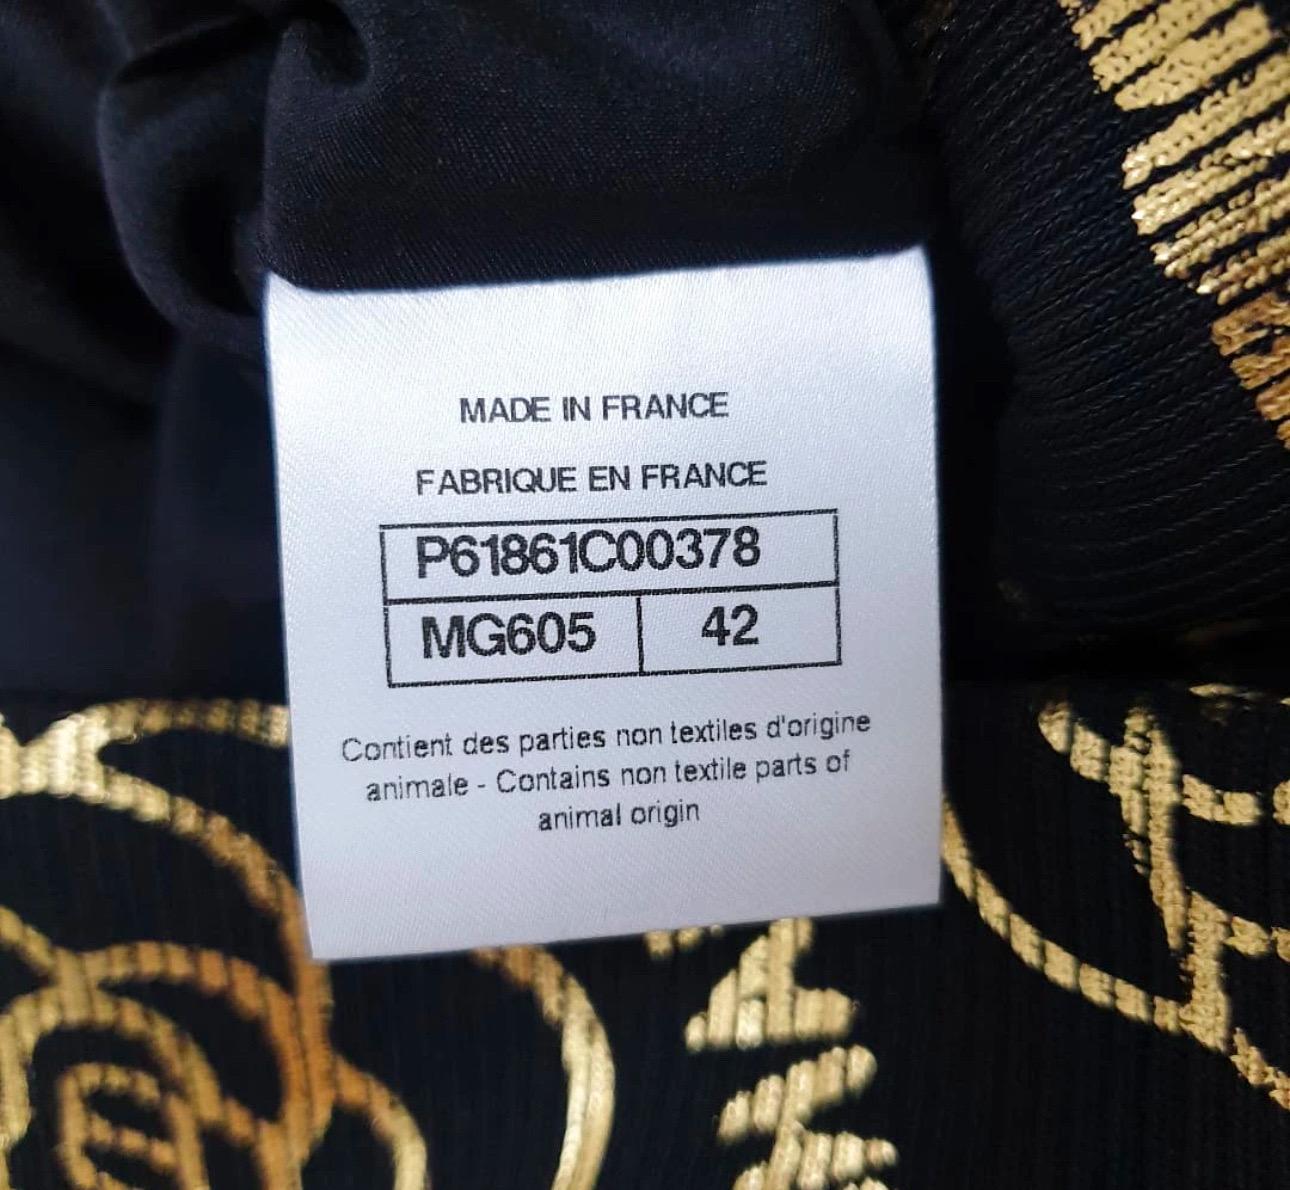 MADE IN FRANCE
FABRIQUE EN FRANCE
P61861C00378
MG605 42
Contient des parties non textiles d'origine
animale - Contains non textile parts of
animal origin